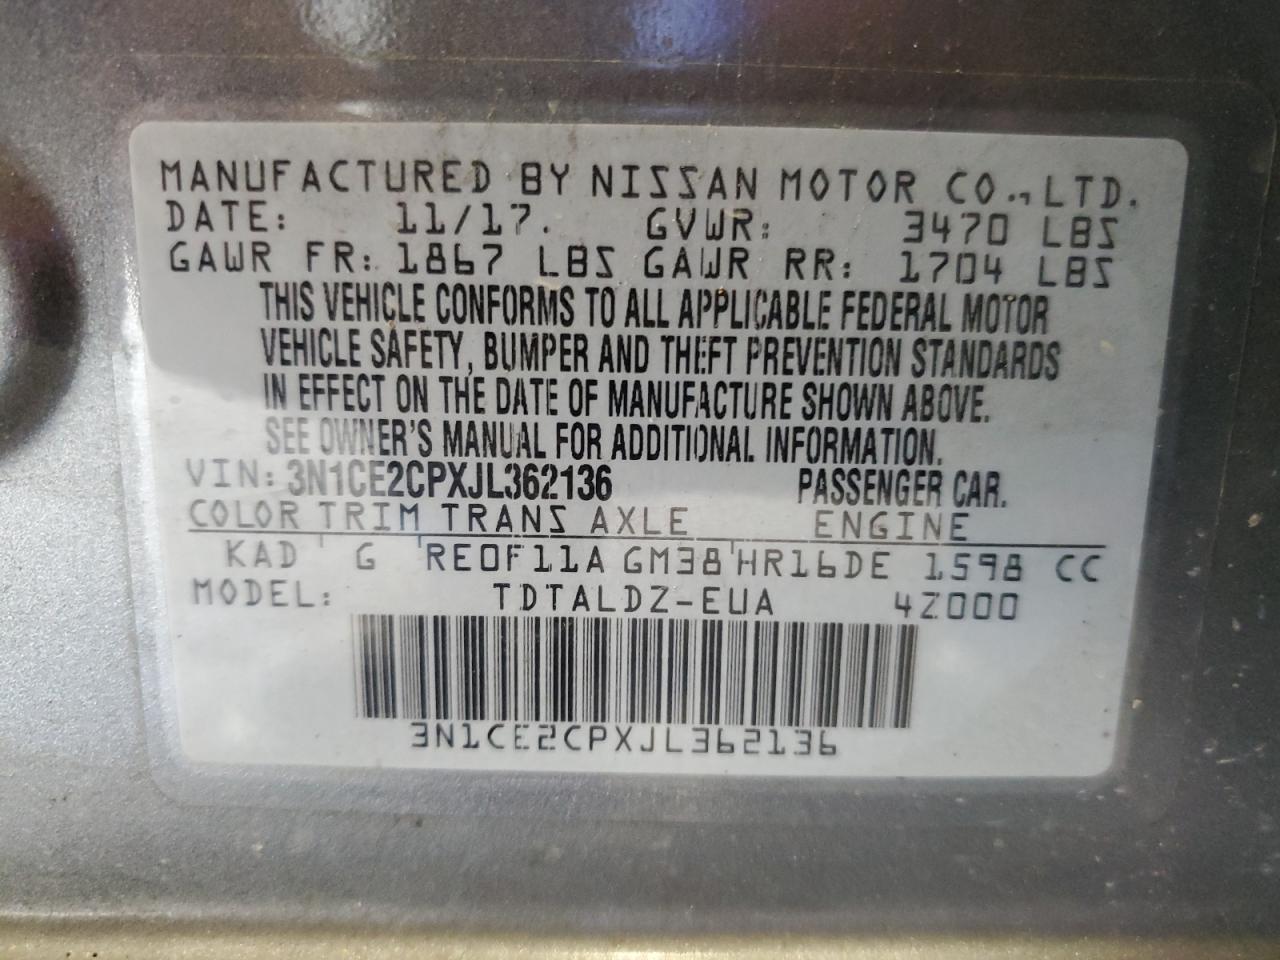 MANUFACTURED BY NISSAN MOTOR CO., LTD.
DATE: 11/17. GVWR: 3470 LBS
GAWR FR: 1867 LBS GAWR RR: 1704 LBS
THIS VEHICLE CONFORMS TO ALL APPLICABLE FEDERAL MOTOR
VEHICLE SAFETY, BUMPER AND THEFT PREVENTION STANDARDS
IN EFFECT ON THE DATE OF MANUFACTURE SHOWN ABOVE.
SEE OWNER'S MANUAL FOR ADDITIONAL INFORMATION.
VIN: 3N1CE2CPXJL362136 PASSENGER CAR.
COLOR TRIM TRANS AXLE ENGINE
KAD G RE0F11A GM38 HR16DE 1598 CC
MODEL: TDTALDZ-EUA 4Z000
3N1CE2CPXJL362136